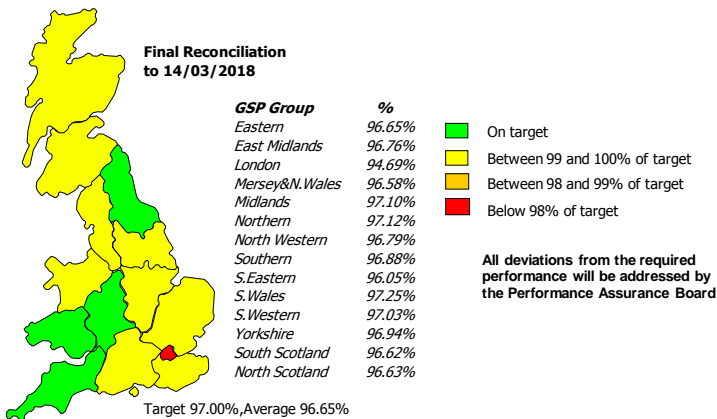 Final Reconciliation
to 14/03/2018
GSP Group %
Eastern 96.65%
East Midlands 96.76%
London 94.69%
Mersey&N.Wales 96.58%
Midlands 97.10%
Northern 97.12%
North Western 96.79%
Southern 96.88%
S.Eastern 96.05%
S.Wales 97.25%
S.Western 97.03%
Yorkshire 96.94%
South Scotland 96.62%
North Scotland 96.63%
On target
Between 99 and 100% of target
Between 98 and 99% of target
Below 98% of target
All deviations from the required
performance will be addressed by
the Performance Assurance Board
Target 97.00%,Average 96.65%